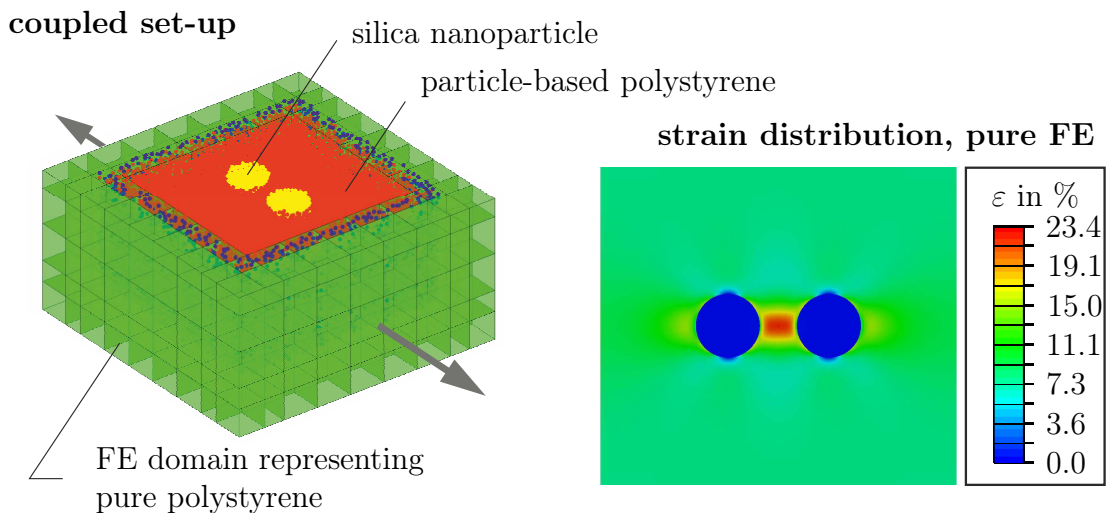 coupled set-up
silica nanoparticle
particle-based polystyrene
FE domain representing
pure polystyrene
strain distribution, pure FE
ε in %
23.4
19.1
15.0
11.1
7.3
3.6
0.0